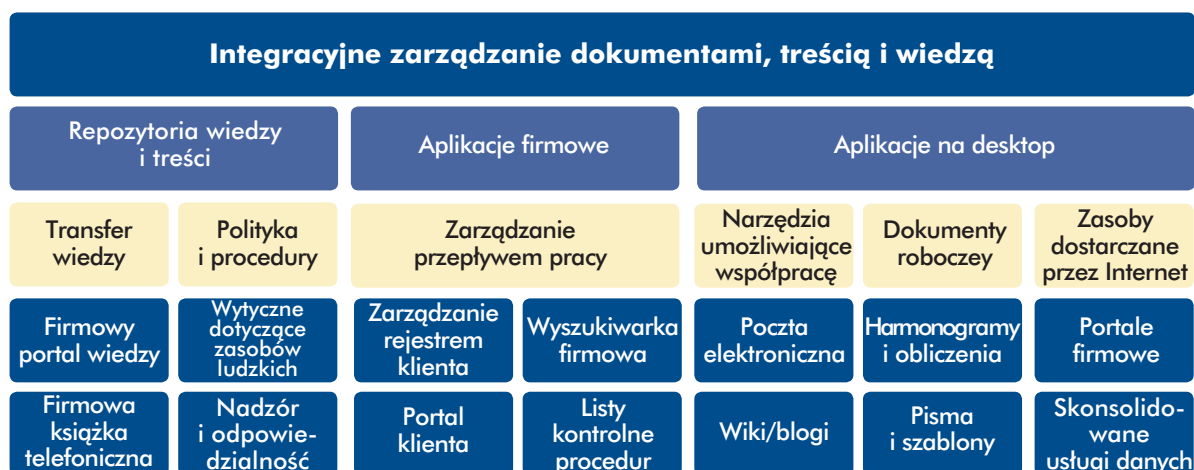 Integracyjne zarządzanie dokumentami, treścią i wiedzą
Repozytoria wiedzy
i treści
Aplikacje firmowe
Aplikacje na desktop
Transfer
wiedzy
Polityka
i procedury
Zarządzanie
przepływem pracy
Narzędzia
umożliwiające
współpracę
Dokumenty
roboczey
Zasoby
dostarczane
przez Internet
Firmowy
portal wiedzy
Wytyczne
dotyczące
zasobów
ludzkich
Zarządzanie
rejestrem
klienta
Wyszukiwarka
firmowa
Poczta
elektroniczna
Harmonogramy
i obliczenia
Portale
firmowe
Firmowa
książka
telefoniczna
Nadzór
i odpowie-
dzialność
Portal
klienta
Listy
kontrolne
procedur
Wiki/blogi
Pisma
i szablony
Skonsolido-
wane
usługi danych